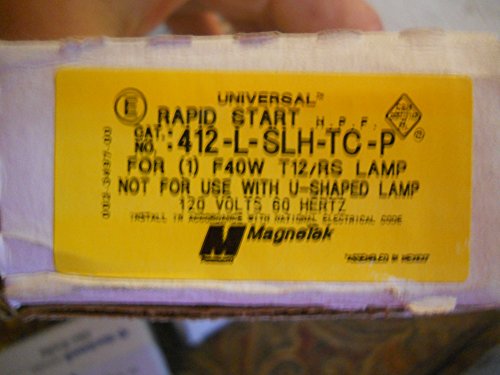 UNIVERSAL
E RAPID START H.P.F.
CAT. NO.: 412-L-SLH-TC-P
FOR (1) F40W T12/RS LAMP
NOT FOR USE WITH U-SHAPED LAMP
120 VOLTS 60 HERTZ
INSTALL IN ACCORDANCE WITH NATIONAL ELECTRICAL CODE
M MagneTek
ASSEMBLED IN MEXICO